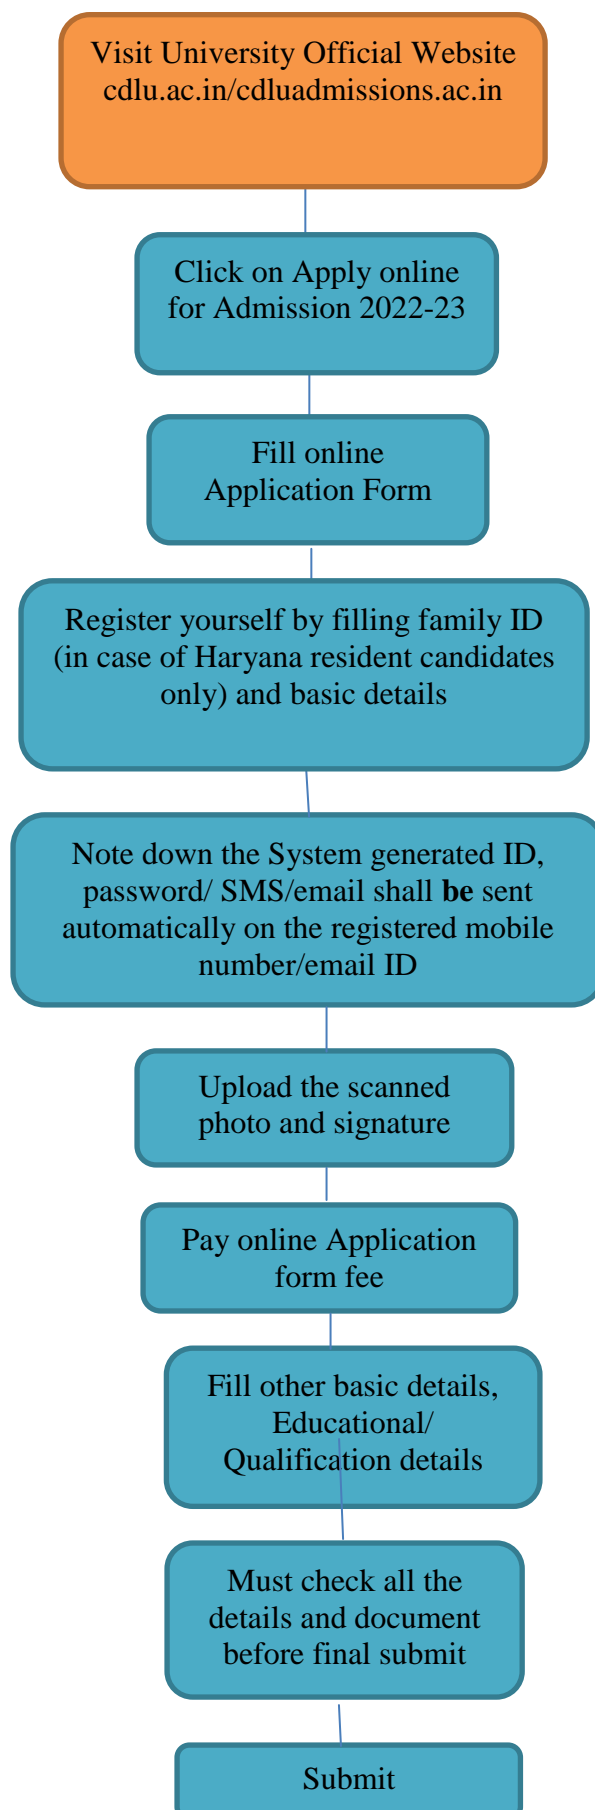 Visit University Official Website
cdlu.ac.in/cdluadmissions.ac.in
Click on Apply online
for Admission 2022-23
Fill online
Application Form
Register yourself by filling family ID
(in case of Haryana resident candidates
only) and basic details
Note down the System generated ID,
password/ SMS/email shall be sent
automatically on the registered mobile
number/email ID
Upload the scanned
photo and signature
Pay online Application
form fee
Fill other basic details,
Educational/
Qualification details
Must check all the
details and document
before final submit
Submit